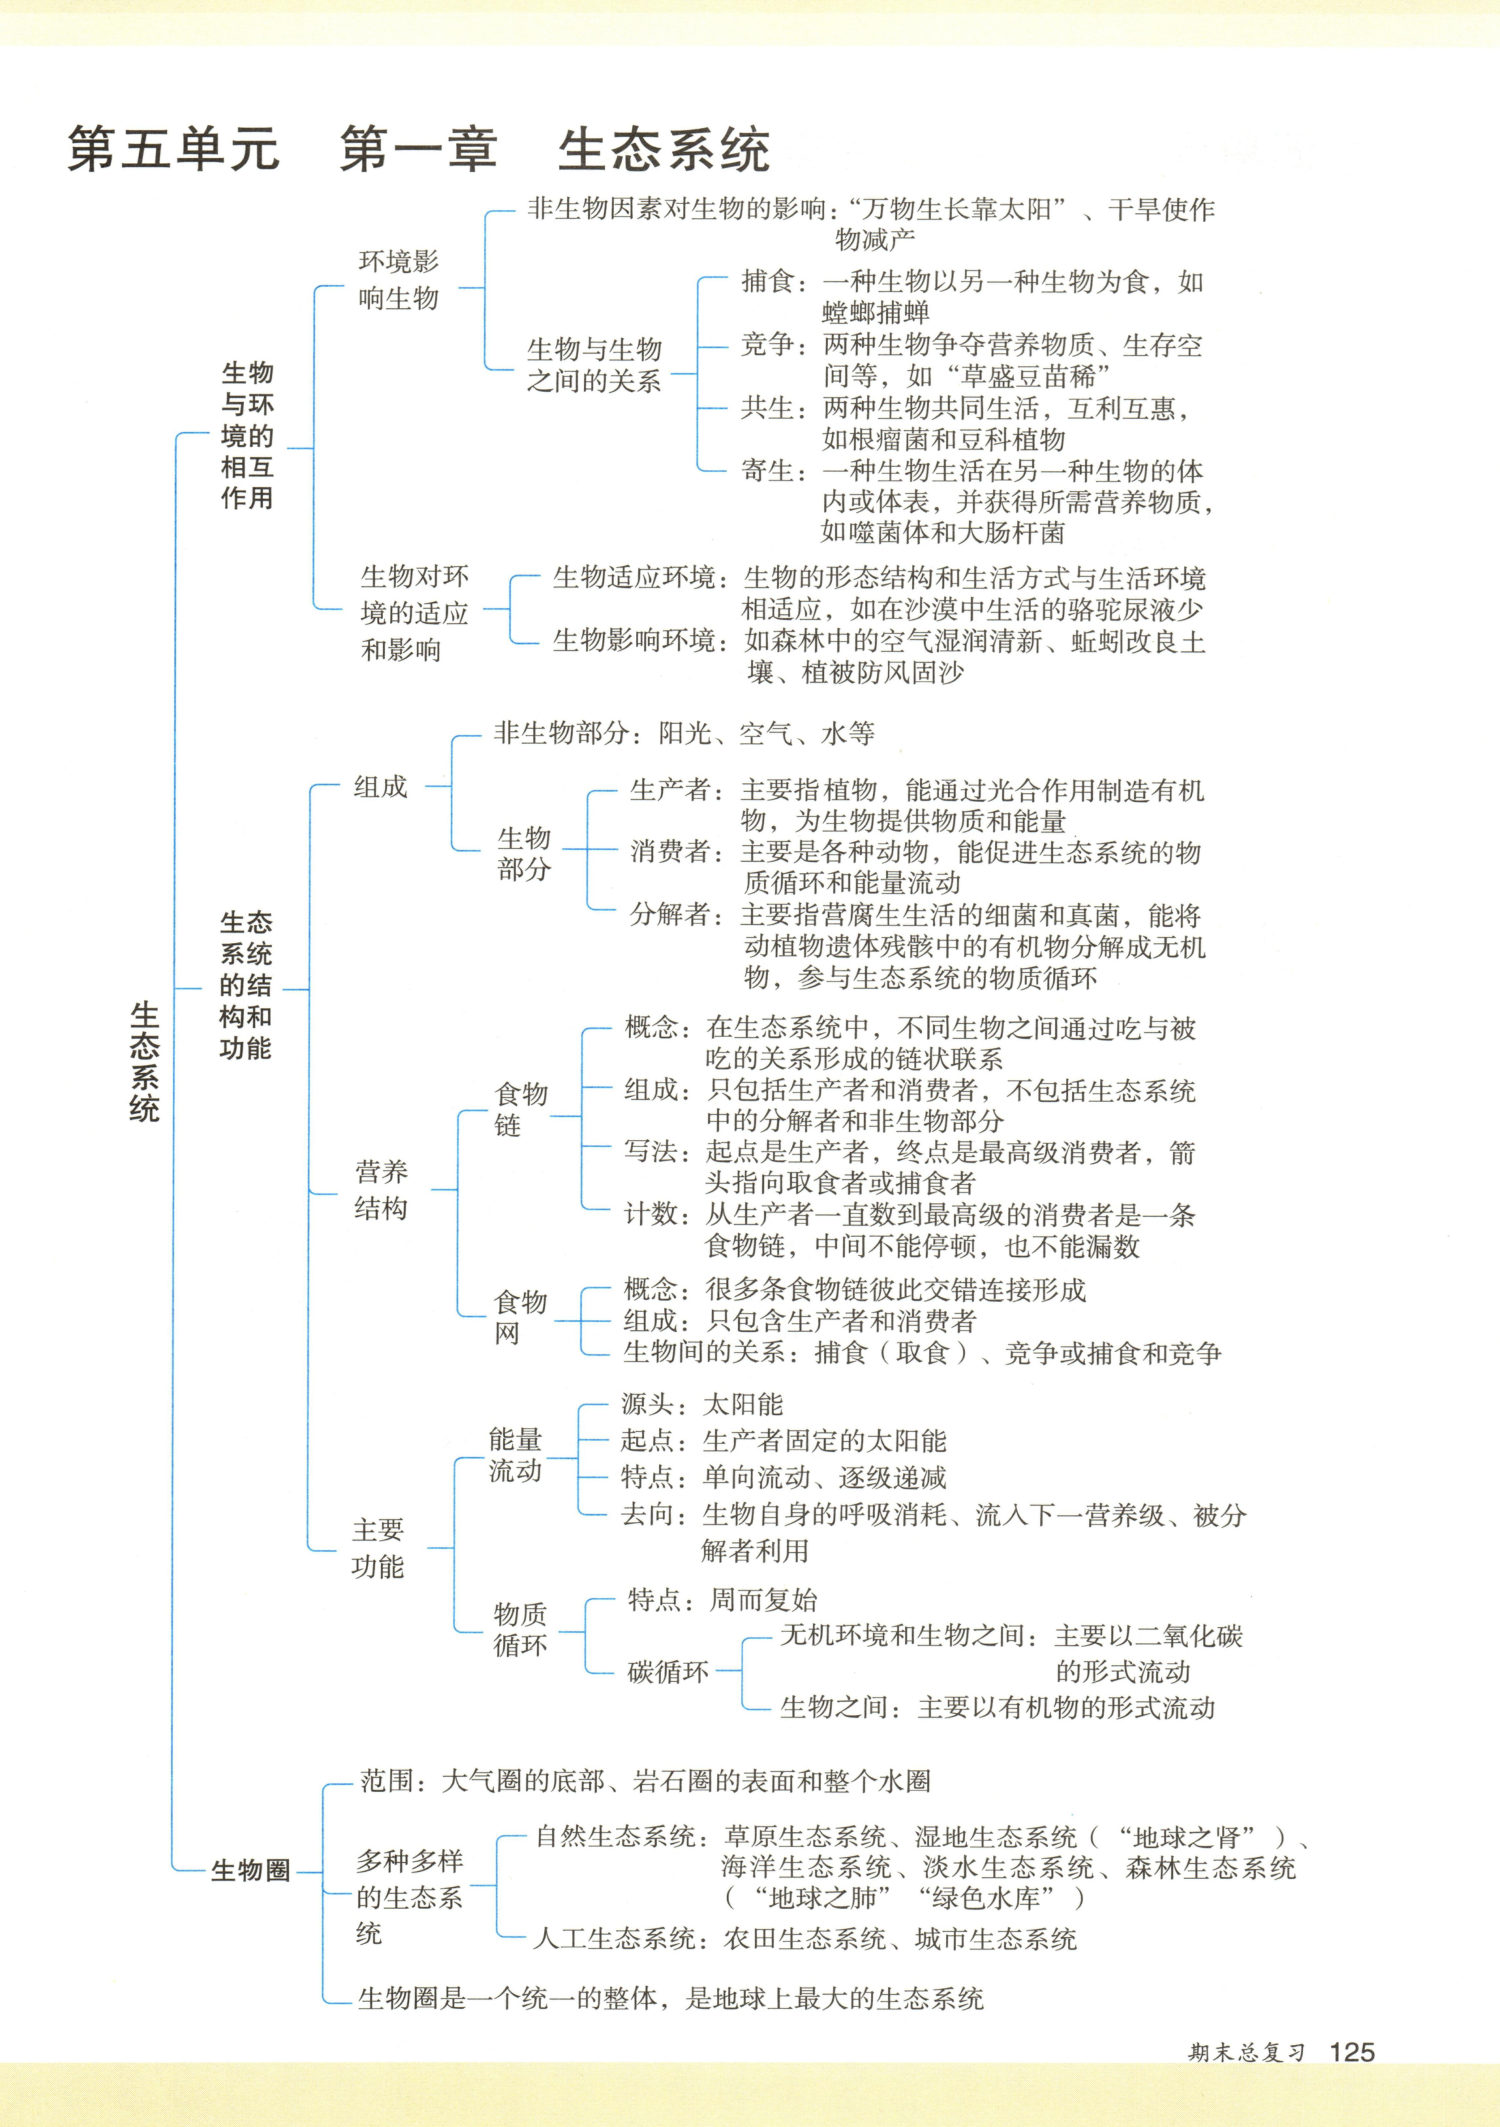 第五单元 第一章 生态系统
非生物因素对生物的影响：“万物生长靠太阳”、干旱使作
物减产
环境影
响生物
捕食：一种生物以另一种生物为食，如
螳螂捕蝉
生物与生物
之间的关系
竞争：两种生物争夺营养物质、生存空
间等，如“草盛豆苗稀”
共生：两种生物共同生活，互利互惠，
如根瘤菌和豆科植物
寄生：一种生物生活在另一种生物的体
内或体表，并获得所需营养物质，
如噬菌体和大肠杆菌
生物
与环
境的
相互
作用
生物对环
境的适应
和影响
生物适应环境：生物的形态结构和生活方式与生活环境
相适应，如在沙漠中生活的骆驼尿液少
生物影响环境：如森林中的空气湿润清新、蚯蚓改良土
壤、植被防风固沙
非生物部分：阳光、空气、水等
组成
生产者：主要指植物，能通过光合作用制造有机
物，为生物提供物质和能量
生物
部分
消费者：主要是各种动物，能促进生态系统的物
质循环和能量流动
分解者：主要指营腐生生活的细菌和真菌，能将
动植物遗体残骸中的有机物分解成无机
物，参与生态系统的物质循环
生态
系统
的结
构和
功能
生态系统
概念：在生态系统中，不同生物之间通过吃与被
吃的关系形成的链状联系
食物
链
组成：只包括生产者和消费者，不包括生态系统
中的分解者和非生物部分
写法：起点是生产者，终点是最高级消费者，箭
头指向取食者或捕食者
计数：从生产者一直数到最高级的消费者是一条
食物链，中间不能停顿，也不能漏数
营养
结构
食物
网
概念：很多条食物链彼此交错连接形成
组成：只包含生产者和消费者
生物间的关系：捕食（取食）、竞争或捕食和竞争
能量
流动
源头：太阳能
起点：生产者固定的太阳能
特点：单向流动、逐级递减
去向：生物自身的呼吸消耗、流入下一营养级、被分
解者利用
主要
功能
物质
循环
特点：周而复始
碳循环
无机环境和生物之间：主要以二氧化碳
的形式流动
生物之间：主要以有机物的形式流动
范围：大气圈的底部、岩石圈的表面和整个水圈
生物圈
多种多样
的生态系
统
自然生态系统：草原生态系统、湿地生态系统（“地球之肾”）、
海洋生态系统、淡水生态系统、森林生态系统
（“地球之肺”“绿色水库”）
人工生态系统：农田生态系统、城市生态系统
生物圈是一个统一的整体，是地球上最大的生态系统
期末总复习 125